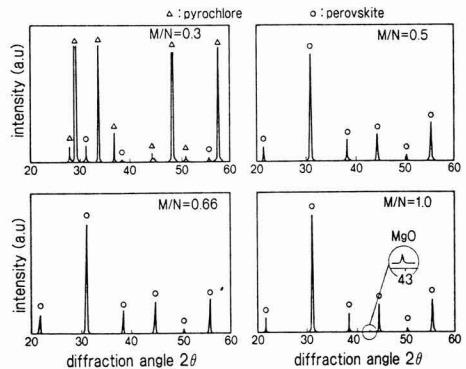 △ : pyrochlore ○ : perovskite
M/N=0.3
M/N=0.5
intensity (a.u)
20 30 40 50 60
20 30 40 50 60
M/N=0.66
M/N=1.0
MgO
43
intensity (a.u)
20 30 40 50 60
20 30 40 50 60
diffraction angle 2θ
diffraction angle 2θ